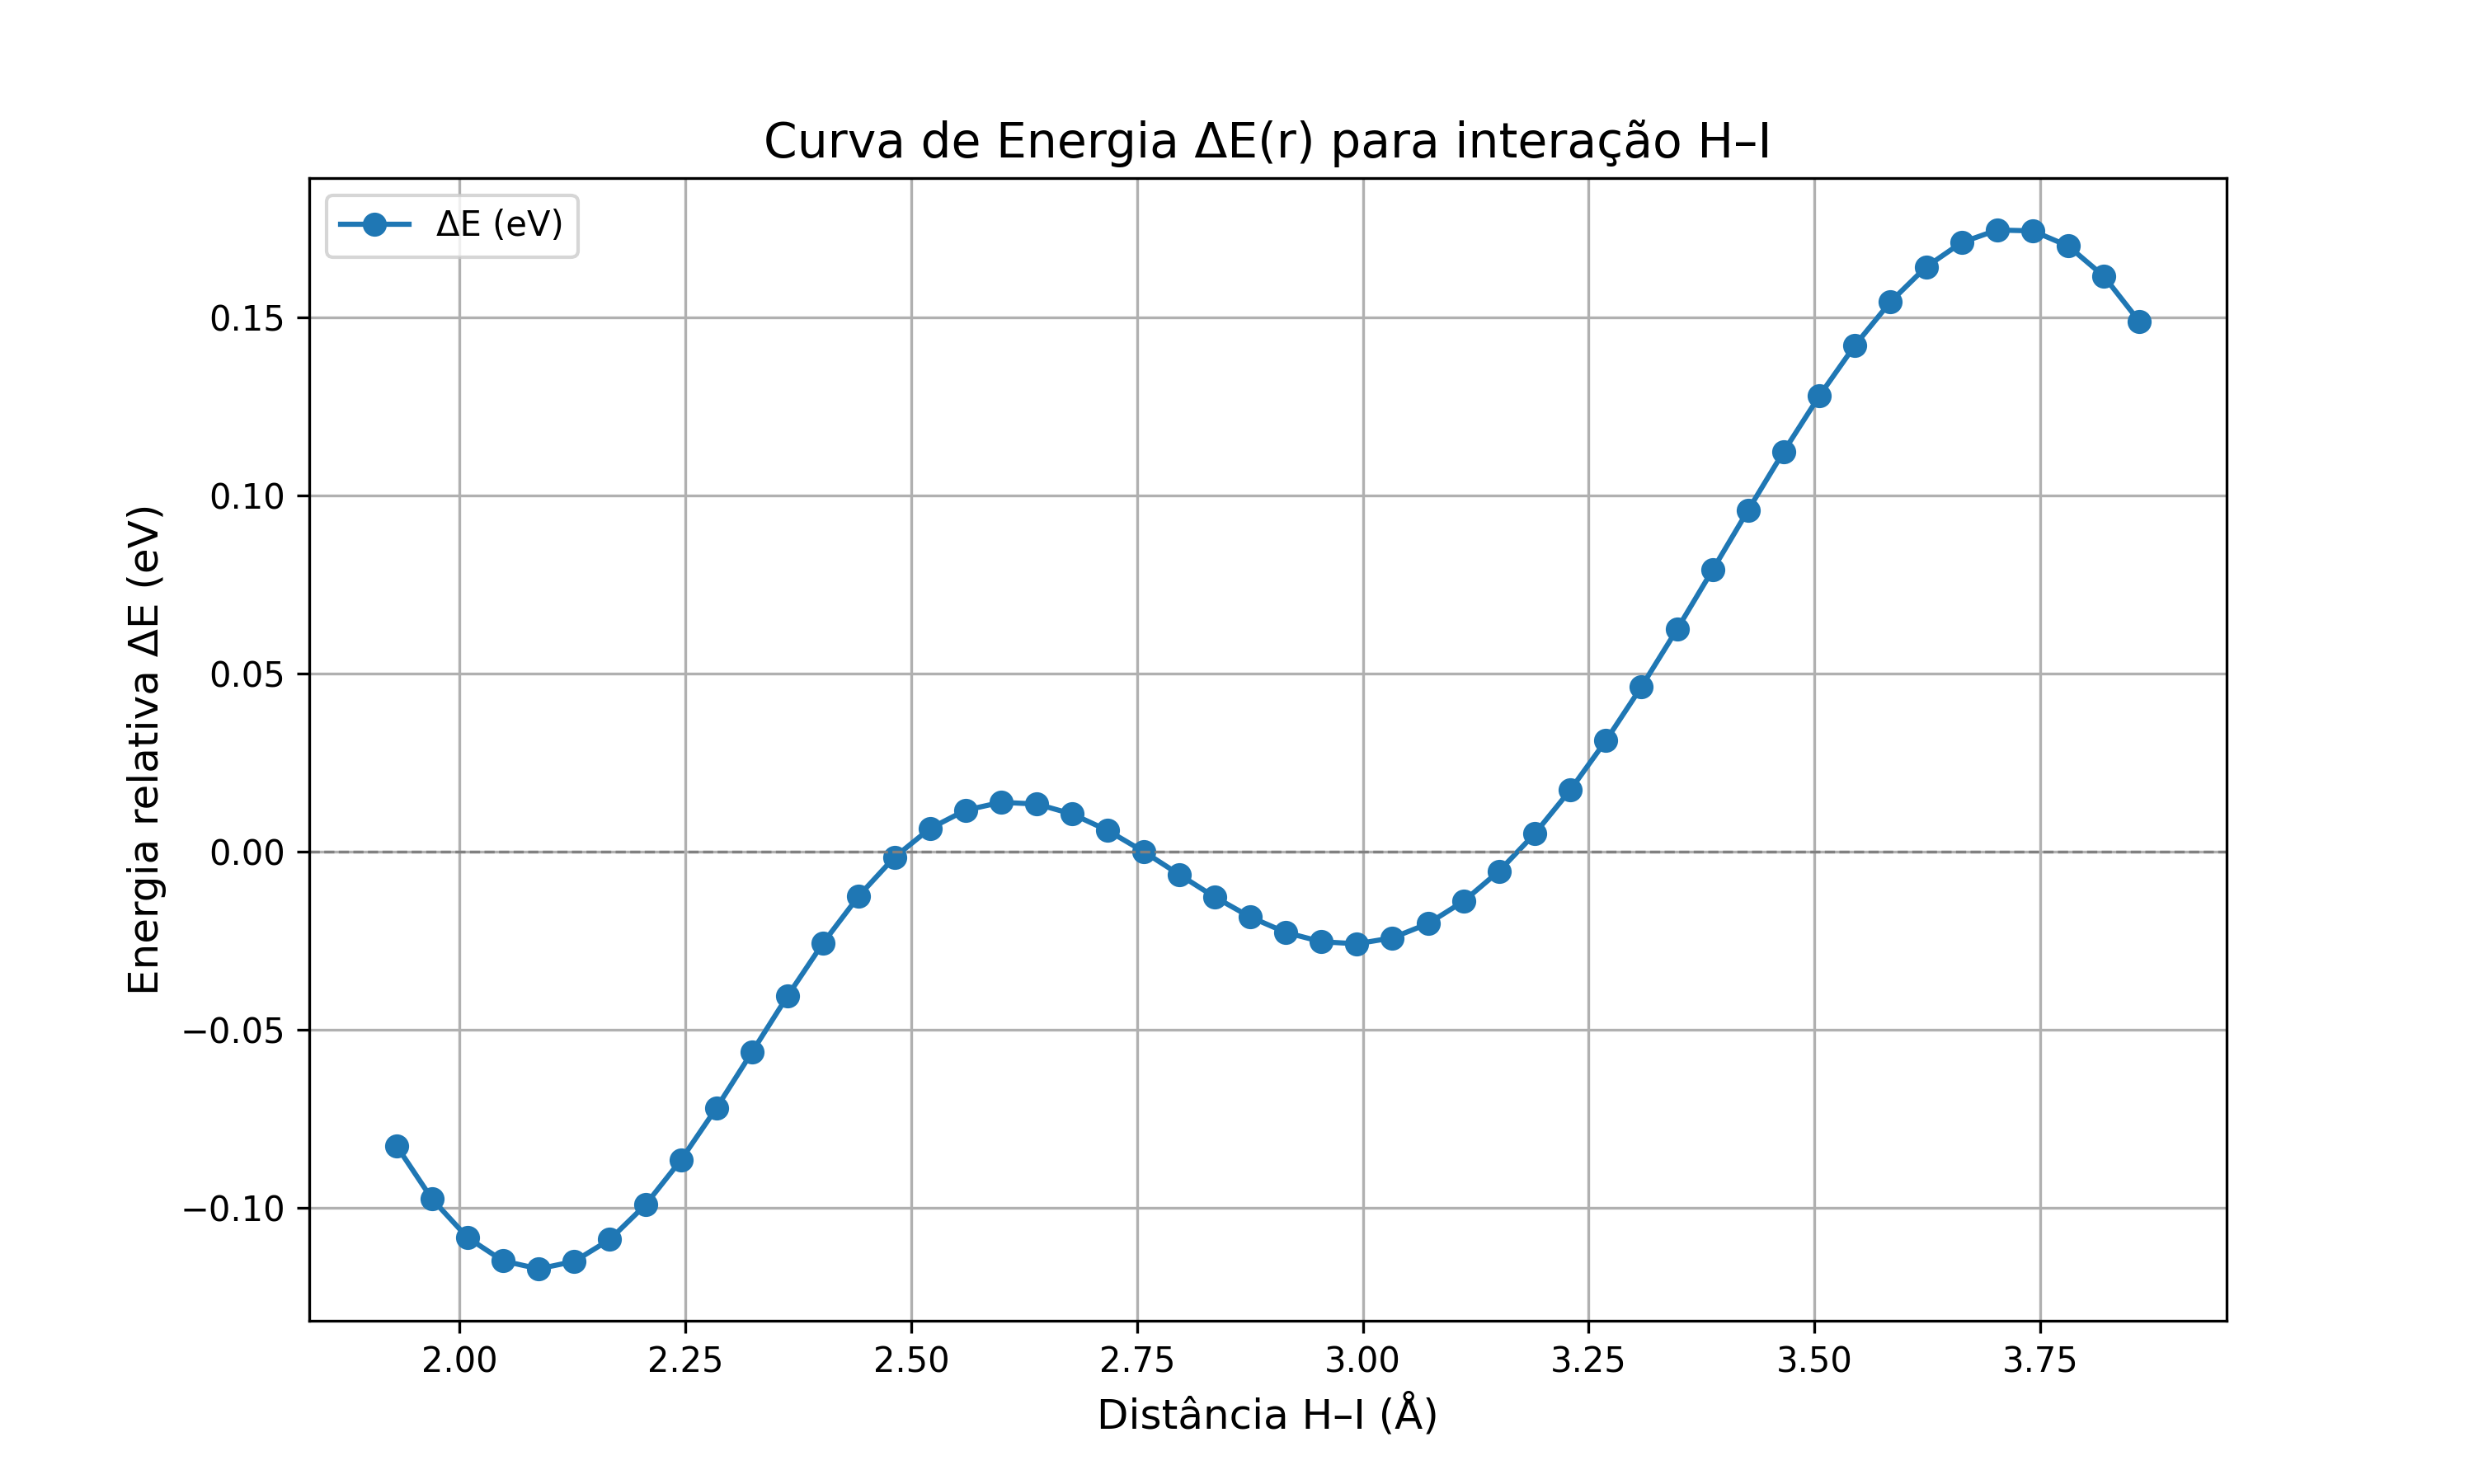 Curva de Energia ΔE(r) para interação H–I
ΔE (eV)
Energia relativa ΔE (eV)
0.15
0.10
0.05
0.00
−0.05
−0.10
2.00 2.25 2.50 2.75 3.00 3.25 3.50 3.75
Distância H–I (Å)